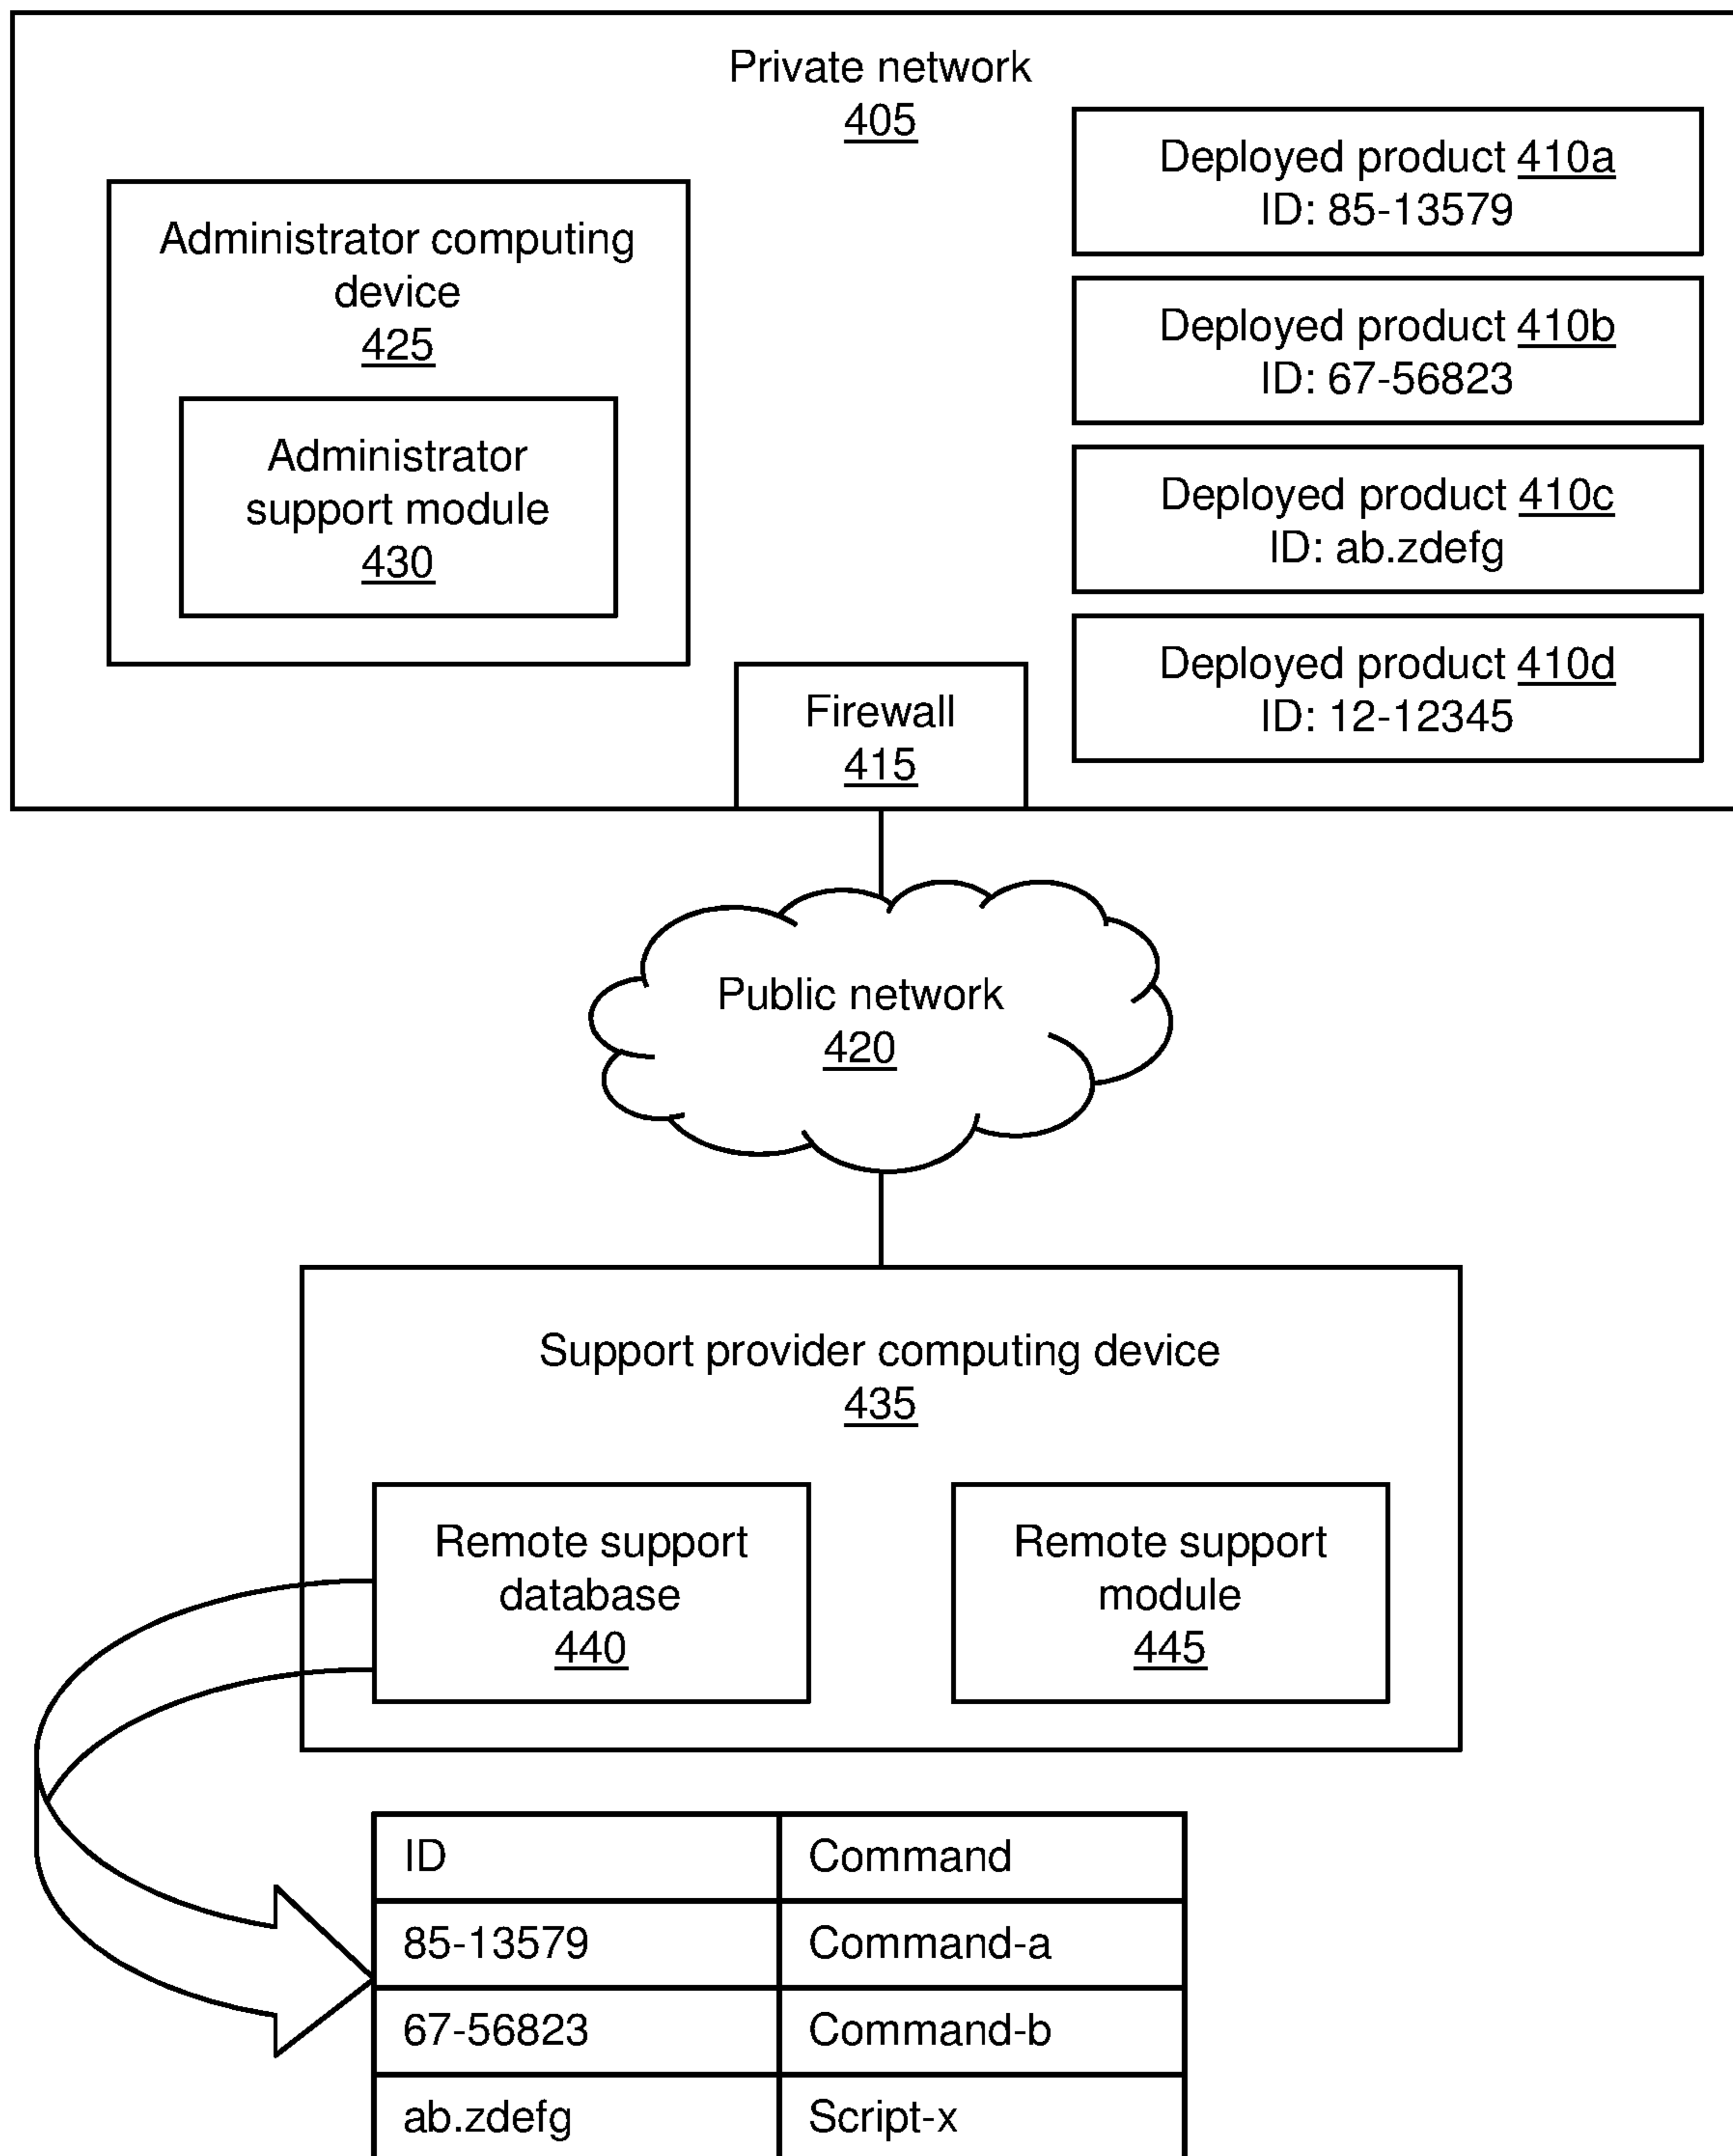 Private network
405
Administrator computing
device
425
Administrator
support module
430
Deployed product 410a
ID: 85-13579
Deployed product 410b
ID: 67-56823
Deployed product 410c
ID: ab.zdefg
Deployed product 410d
ID: 12-12345
Firewall
415
Public network
420
Support provider computing device
435
Remote support
database
440
Remote support
module
445
ID Command
85-13579 Command-a
67-56823 Command-b
ab.zdefg Script-x